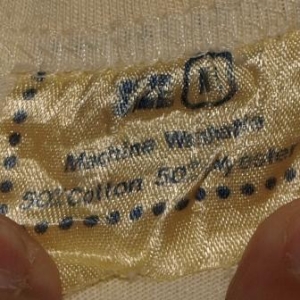 M
Machine Washable
50% Cotton 50% Polyester